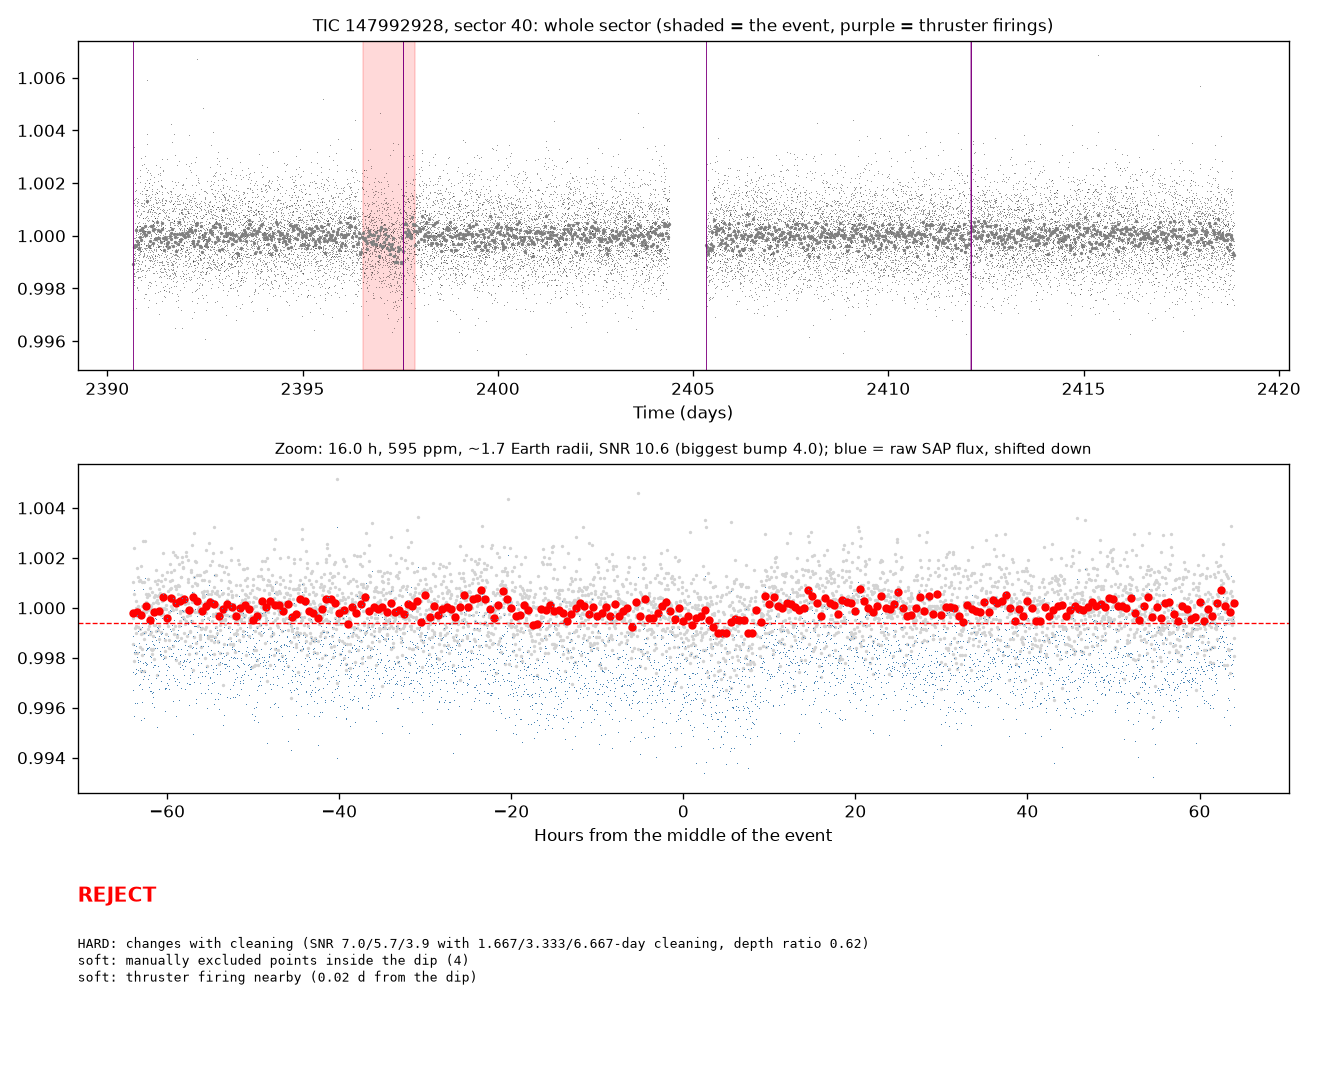 TIC 147992928, sector 40: whole sector (shaded = the event, purple = thruster firings)
1.006
1.004
1.002
1.000
0.998
0.996
2390 2395 2400 2405 2410 2415 2420
Time (days)
Zoom: 16.0 h, 595 ppm, ~1.7 Earth radii, SNR 10.6 (biggest bump 4.0); blue = raw SAP flux, shifted down
1.004
1.002
1.000
0.998
0.996
0.994
−60 −40 −20 0 20 40 60
Hours from the middle of the event
REJECT
HARD: changes with cleaning (SNR 7.0/5.7/3.9 with 1.667/3.333/6.667-day cleaning, depth ratio 0.62)
soft: manually excluded points inside the dip (4)
soft: thruster firing nearby (0.02 d from the dip)